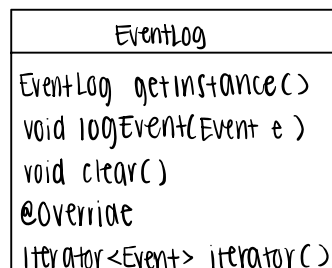 EventLog
EventLog getInstance()
void logEvent(Event e)
void clear()
@Override
Iterator<Event> iterator()